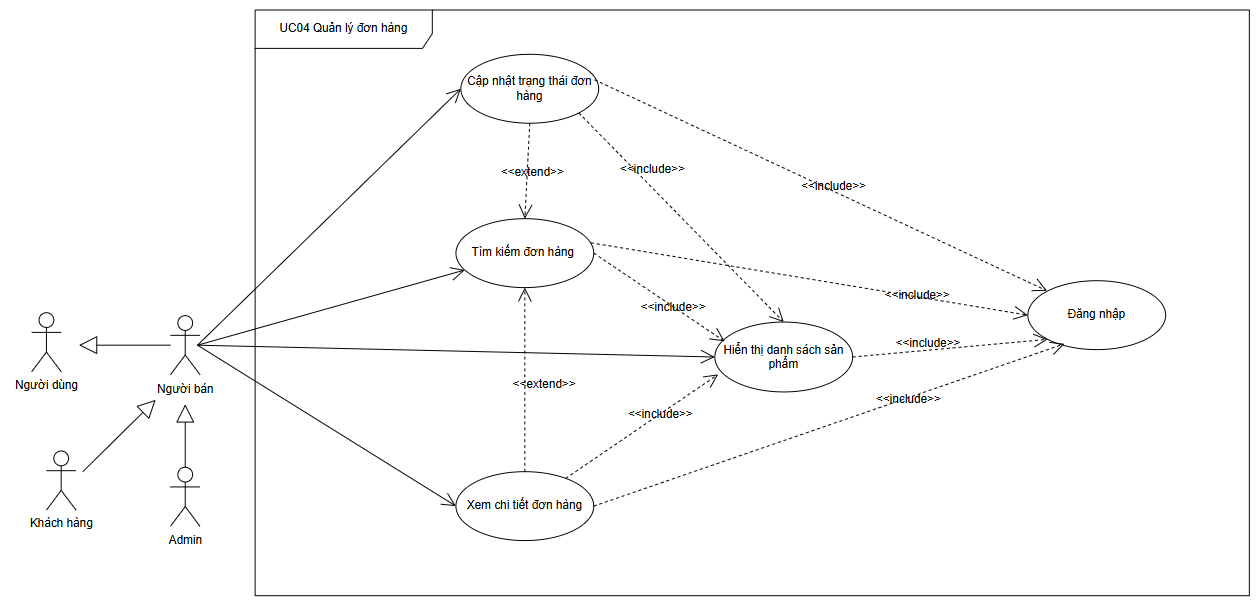 UC04 Quản lý đơn hàng
Cập nhật trạng thái đơn
hàng
<<extend>>
<<include>>
<<include>>
Tìm kiếm đơn hàng
<<include>>
<<include>>
Đăng nhập
Hiển thị danh sách sản
phẩm
<<include>>
Người dùng
Người bán
<<extend>>
<<include>>
<<include>>
Xem chi tiết đơn hàng
Khách hàng
Admin